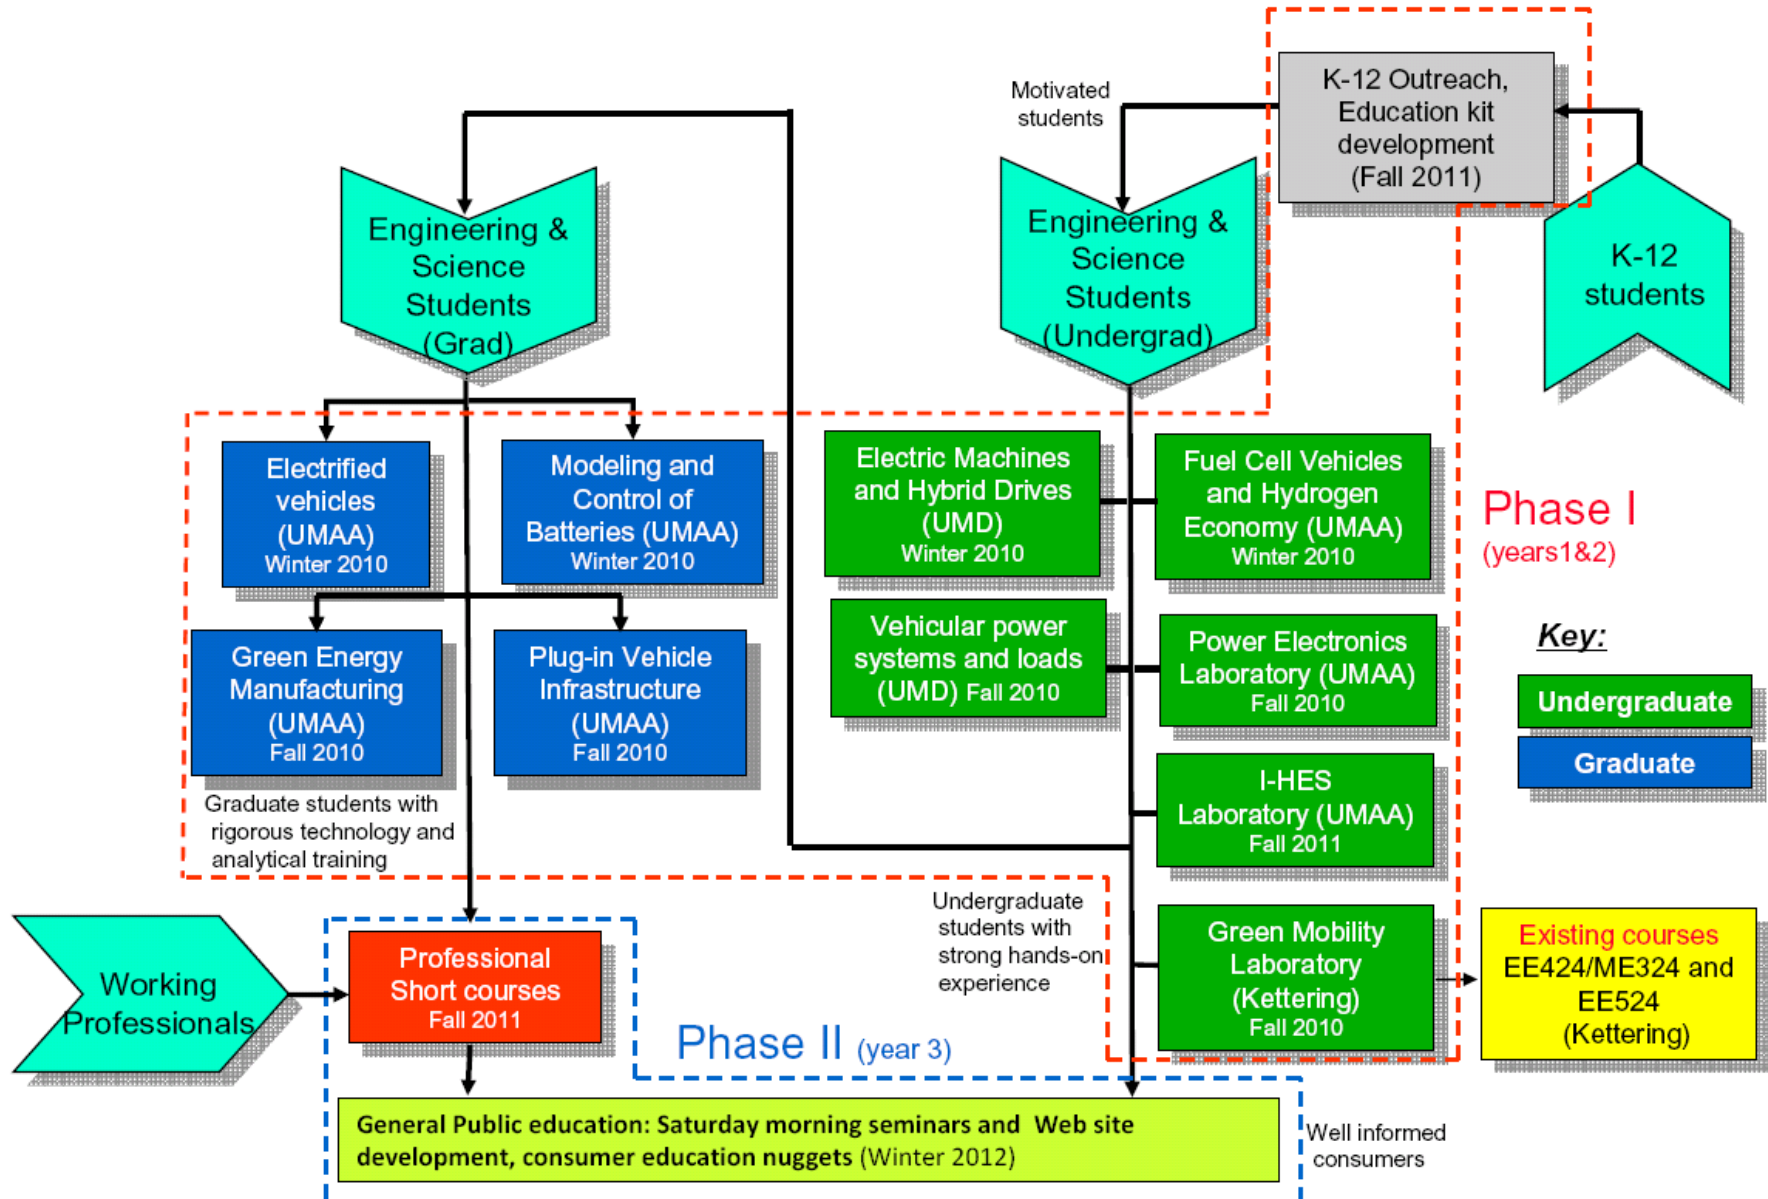 Motivated
students
K-12 Outreach,
Education kit
development
(Fall 2011)
K-12
students
Engineering &
Science
Students
(Grad)
Engineering &
Science
Students
(Undergrad)
Electrified
vehicles
(UMAA)
Winter 2010
Modeling and
Control of
Batteries (UMAA)
Winter 2010
Electric Machines
and Hybrid Drives
(UMD)
Winter 2010
Fuel Cell Vehicles
and Hydrogen
Economy (UMAA)
Winter 2010
Phase I
(years1&2)
Green Energy
Manufacturing
(UMAA)
Fall 2010
Plug-in Vehicle
Infrastructure
(UMAA)
Fall 2010
Vehicular power
systems and loads
(UMD) Fall 2010
Power Electronics
Laboratory (UMAA)
Fall 2010
Key:
Undergraduate
Graduate
Graduate students with
rigorous technology and
analytical training
I-HES
Laboratory (UMAA)
Fall 2011
Working
Professionals
Professional
Short courses
Fall 2011
Undergraduate
students with
strong hands-on
experience
Green Mobility
Laboratory
(Kettering)
Fall 2010
Existing courses
EE424/ME324 and
EE524
(Kettering)
Phase II (year 3)
General Public education: Saturday morning seminars and Web site
development, consumer education nuggets (Winter 2012)
Well informed
consumers